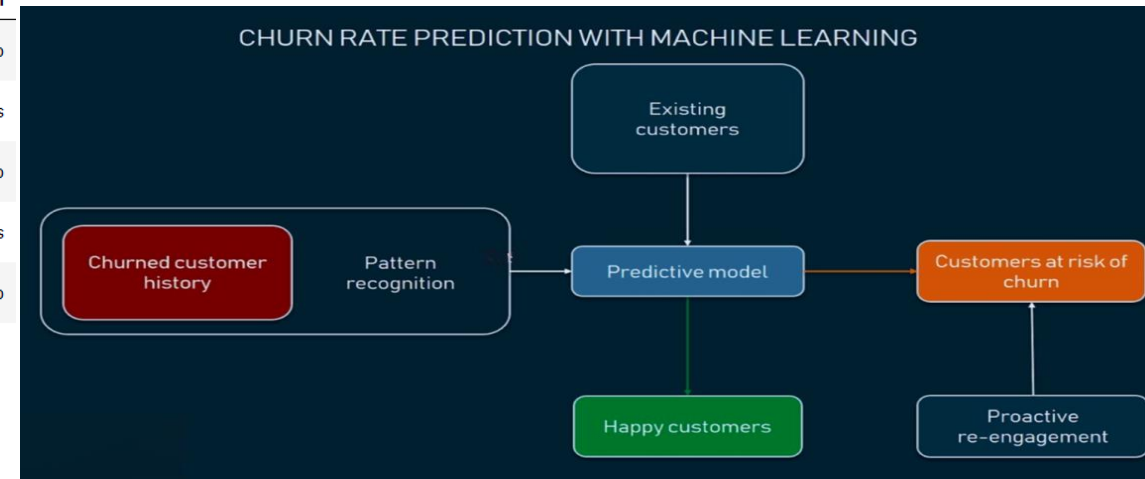 CHURN RATE PREDICTION WITH MACHINE LEARNING
Existing
customers
Churned customer
history
Pattern
recognition
Predictive model
Customers at risk of
churn
Happy customers
Proactive
re-engagement